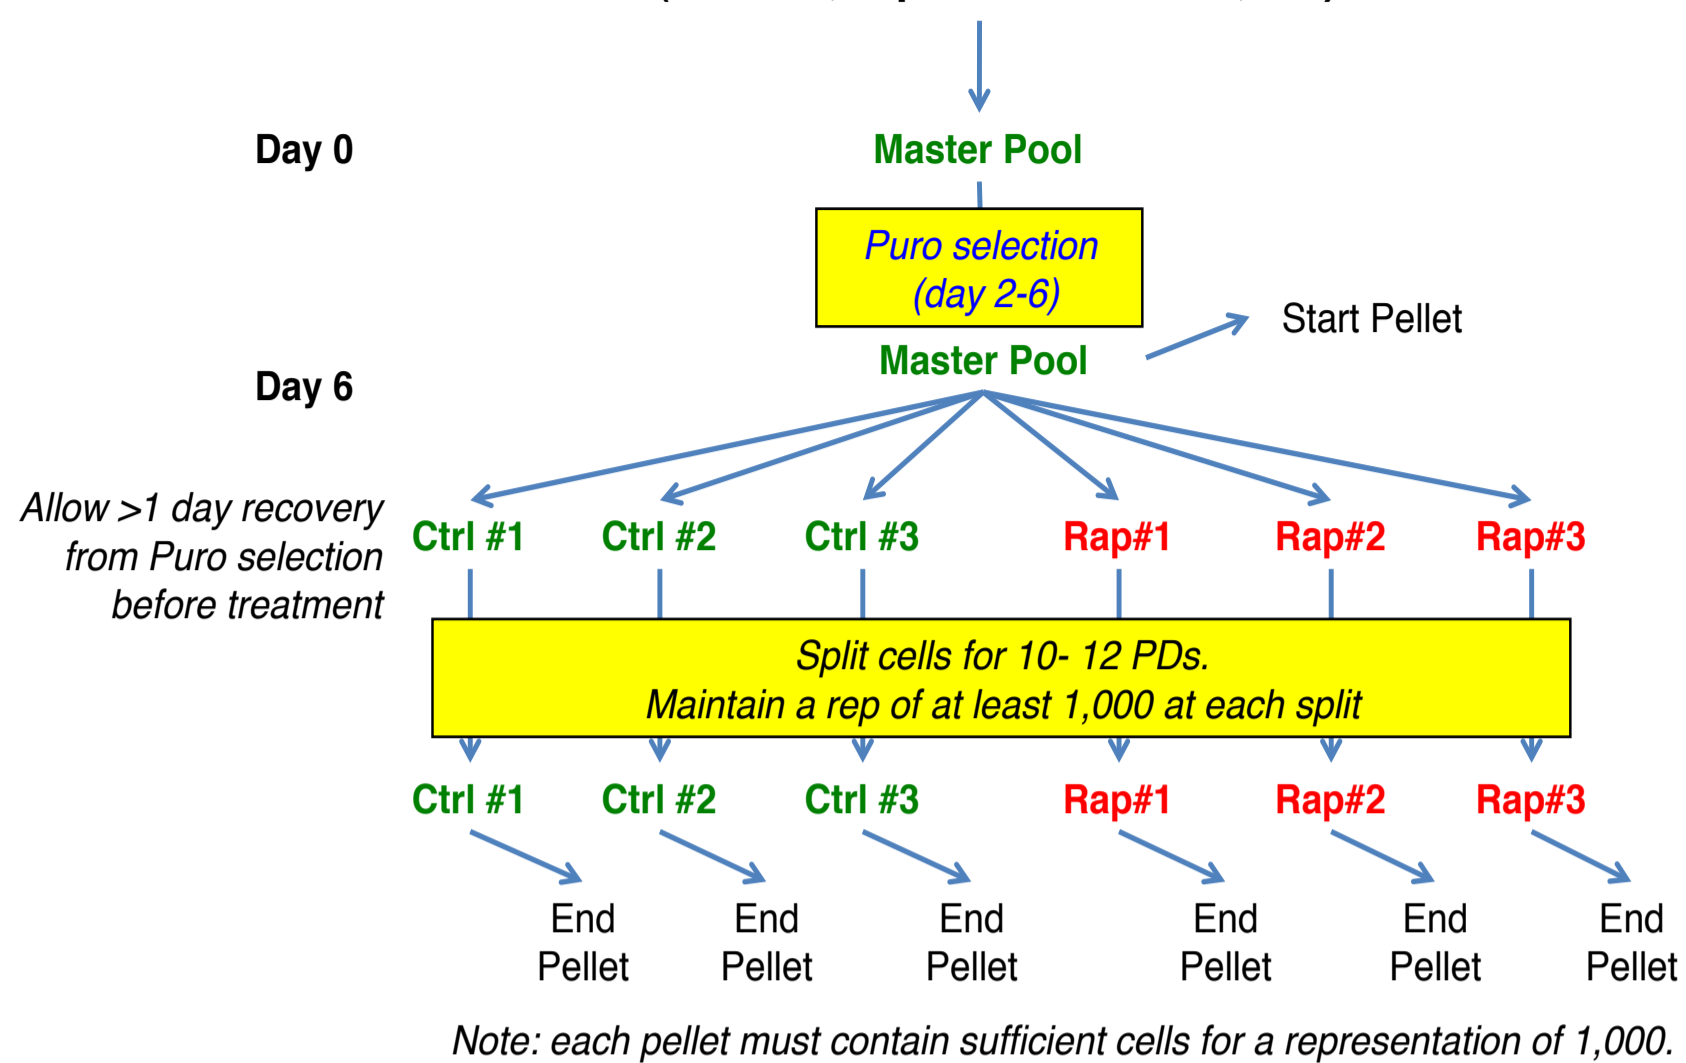 Day 0
Master Pool
Puro selection
(day 2-6)
Start Pellet
Master Pool
Day 6
Allow >1 day recovery
from Puro selection
before treatment
Ctrl #1 Ctrl #2 Ctrl #3 Rap#1 Rap#2 Rap#3
Split cells for 10- 12 PDs.
Maintain a rep of at least 1,000 at each split
Ctrl #1 Ctrl #2 Ctrl #3 Rap#1 Rap#2 Rap#3
End End End End End End
Pellet Pellet Pellet Pellet Pellet Pellet
Note: each pellet must contain sufficient cells for a representation of 1,000.